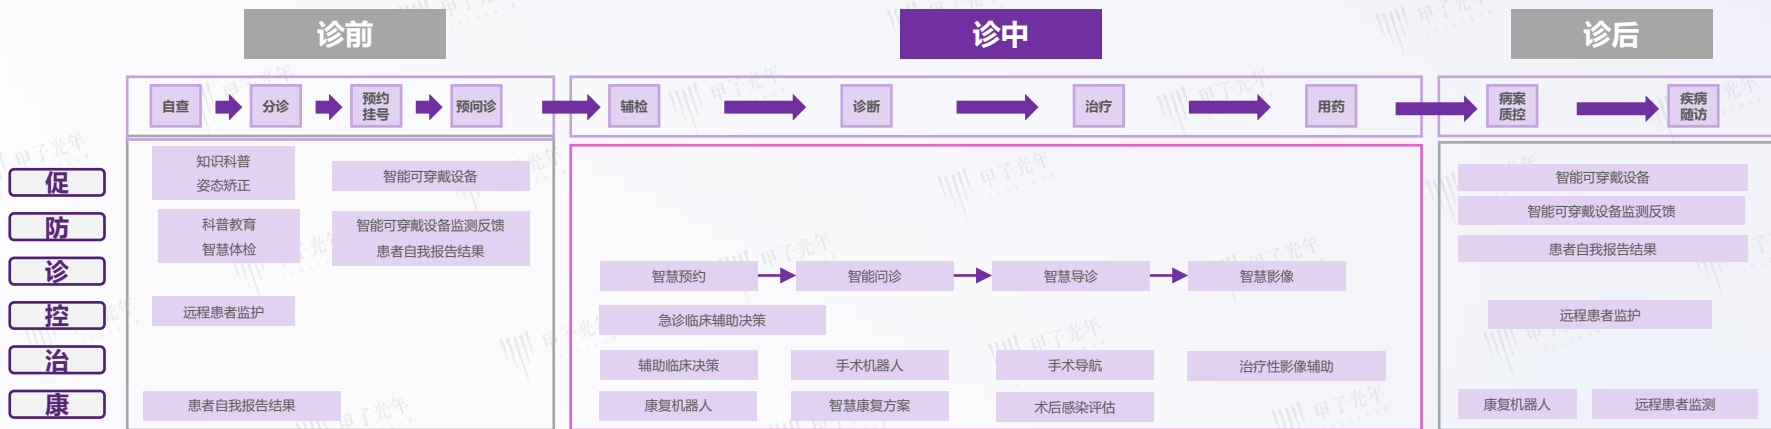 诊前
诊中
诊后
自查
分诊
预约
挂号
预问诊
辅检
诊断
治疗
用药
病案
质控
疾病
随访
促
知识科普
姿态矫正
智能可穿戴设备
智能可穿戴设备
防
科普教育
智慧体检
智能可穿戴设备监测反馈
患者自我报告结果
智能可穿戴设备监测反馈
患者自我报告结果
诊
智慧预约
智能问诊
智慧导诊
智慧影像
控
远程患者监护
急诊临床辅助决策
远程患者监护
治
辅助临床决策
手术机器人
手术导航
治疗性影像辅助
康
患者自我报告结果
康复机器人
智慧康复方案
术后感染评估
康复机器人
远程患者监测
甲子光年